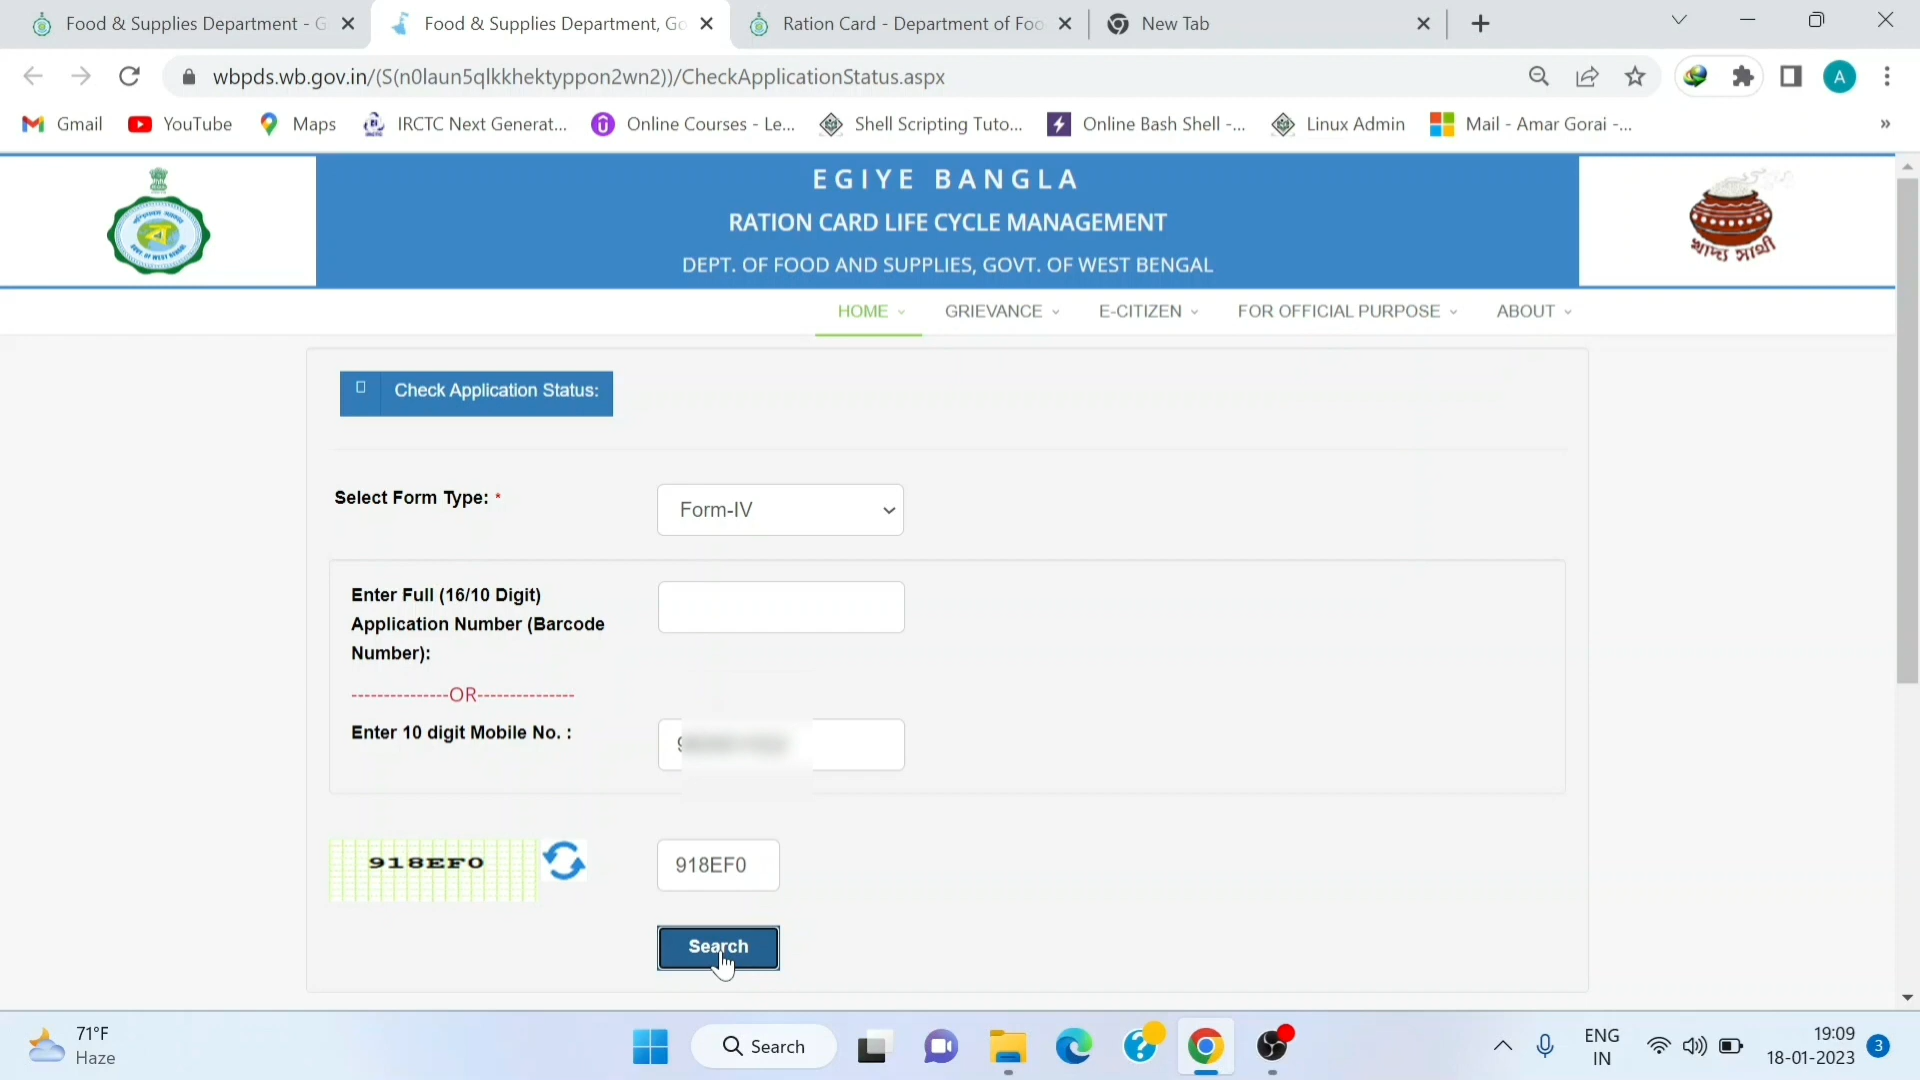 Food & Supplies Department - G
Food & Supplies Department, Go
Ration Card - Department of Foo
New Tab
wbpds.wb.gov.in/(S(n0laun5qlkkhektyppon2wn2))/CheckApplicationStatus.aspx
A
Gmail
YouTube
Maps
IRCTC Next Generat...
Online Courses - Le...
Shell Scripting Tuto...
Online Bash Shell -...
Linux Admin
Mail - Amar Gorai -...
»
EGIYE BANGLA
RATION CARD LIFE CYCLE MANAGEMENT
DEPT. OF FOOD AND SUPPLIES, GOVT. OF WEST BENGAL
খাদ্য সাথী
HOME
GRIEVANCE
E-CITIZEN
FOR OFFICIAL PURPOSE
ABOUT
Check Application Status:
Select Form Type: *
Form-IV
Enter Full (16/10 Digit)
Application Number (Barcode
Number):
---------------OR---------------
Enter 10 digit Mobile No. :
918EF0
918EF0
Search
71°F
Haze
Search
ENG
IN
19:09
18-01-2023
3